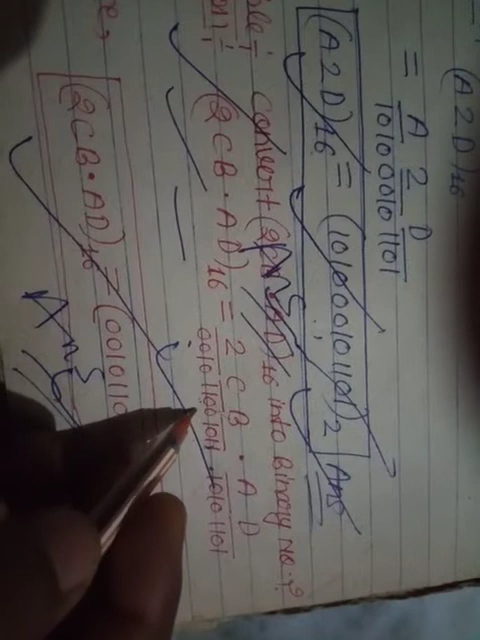 (A2D)16
= A 2 D
1010 0010 1101
(A2D)16 = (101000101101)2 Ans
Convert (2CB.AD)16 into Binary No.?
(2CB.AD)16 = 2 C B . A D
0010 1100 1011 . 1010 1101
(2CB.AD)16 = (0010110
Ans